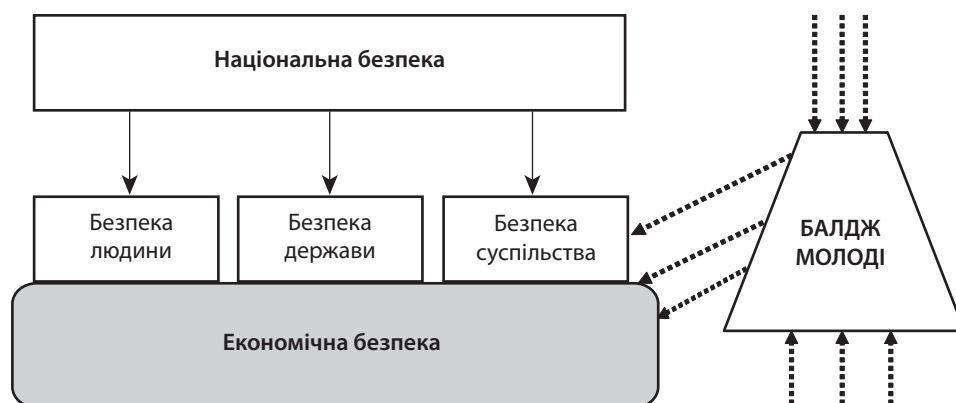 Національна безпека
Безпека
людини
Безпека
держави
Безпека
суспільства
БАЛДЖ
МОЛОДІ
Економічна безпека